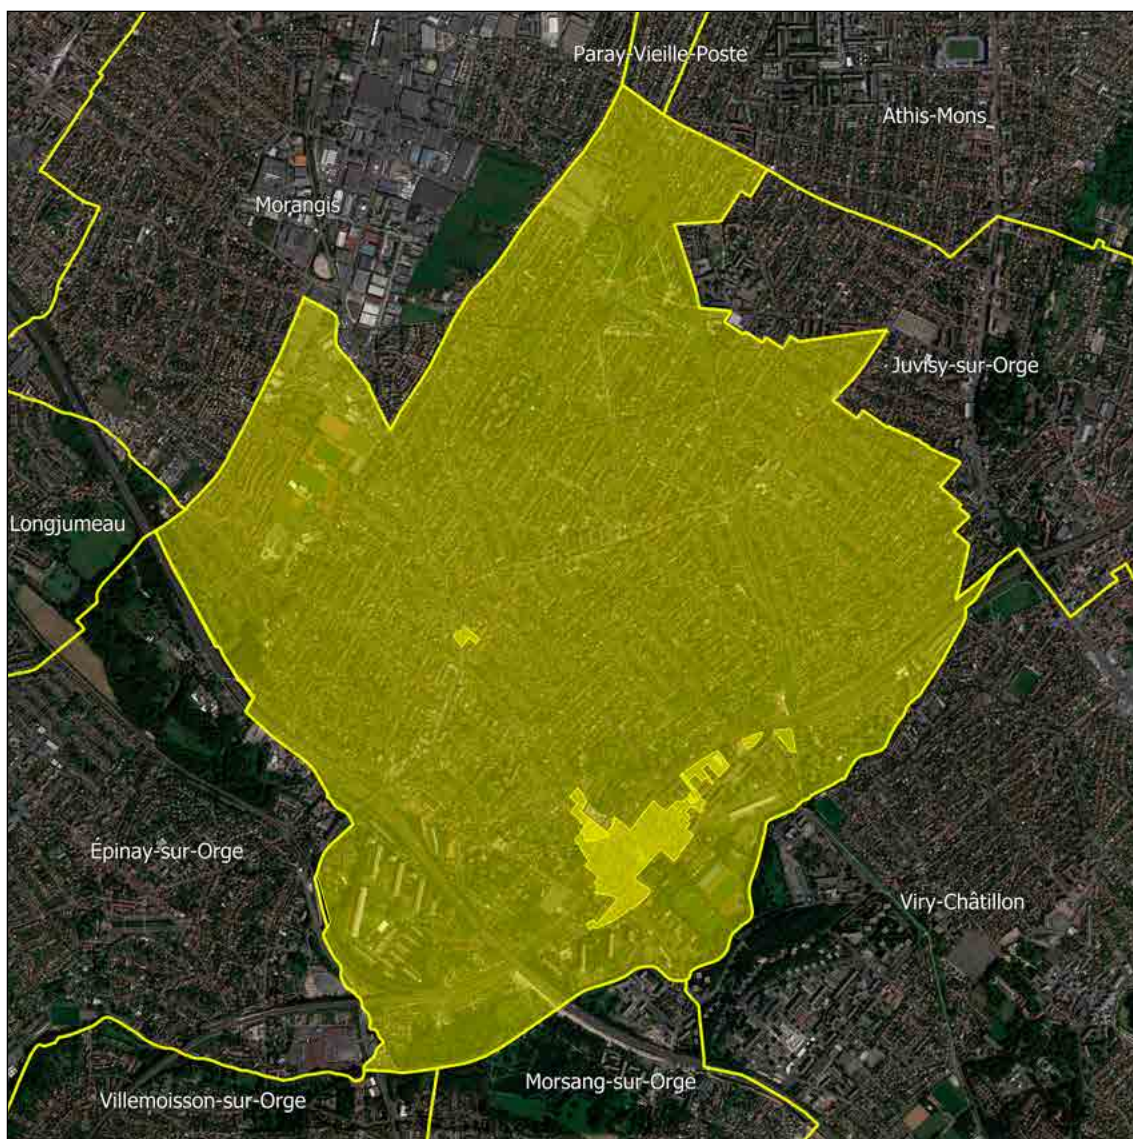 Paray-Vieille-Poste
Athis-Mons
Morangis
Juvisy-sur-Orge
Longjumeau
Épinay-sur-Orge
Viry-Châtillon
Morsang-sur-Orge
Villemoisson-sur-Orge